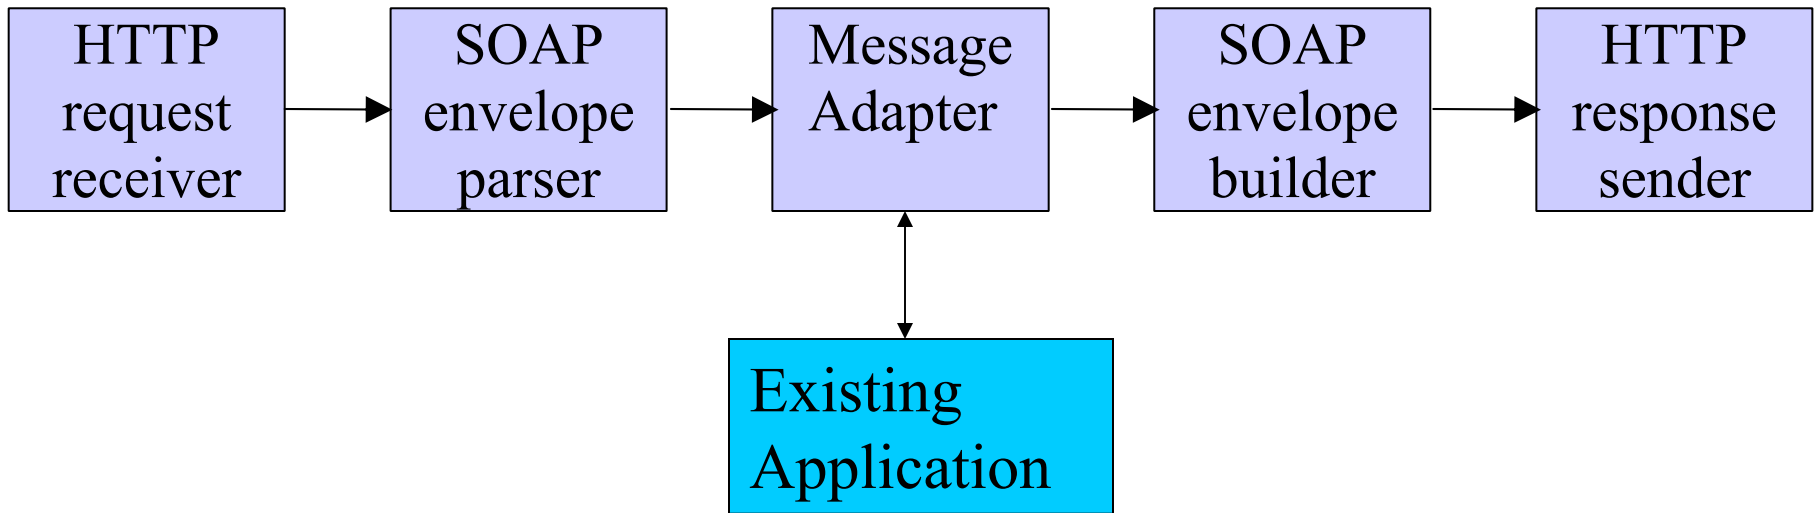 HTTP
request
receiver
SOAP
envelope
parser
Message
Adapter
SOAP
envelope
builder
HTTP
response
sender
Existing
Application